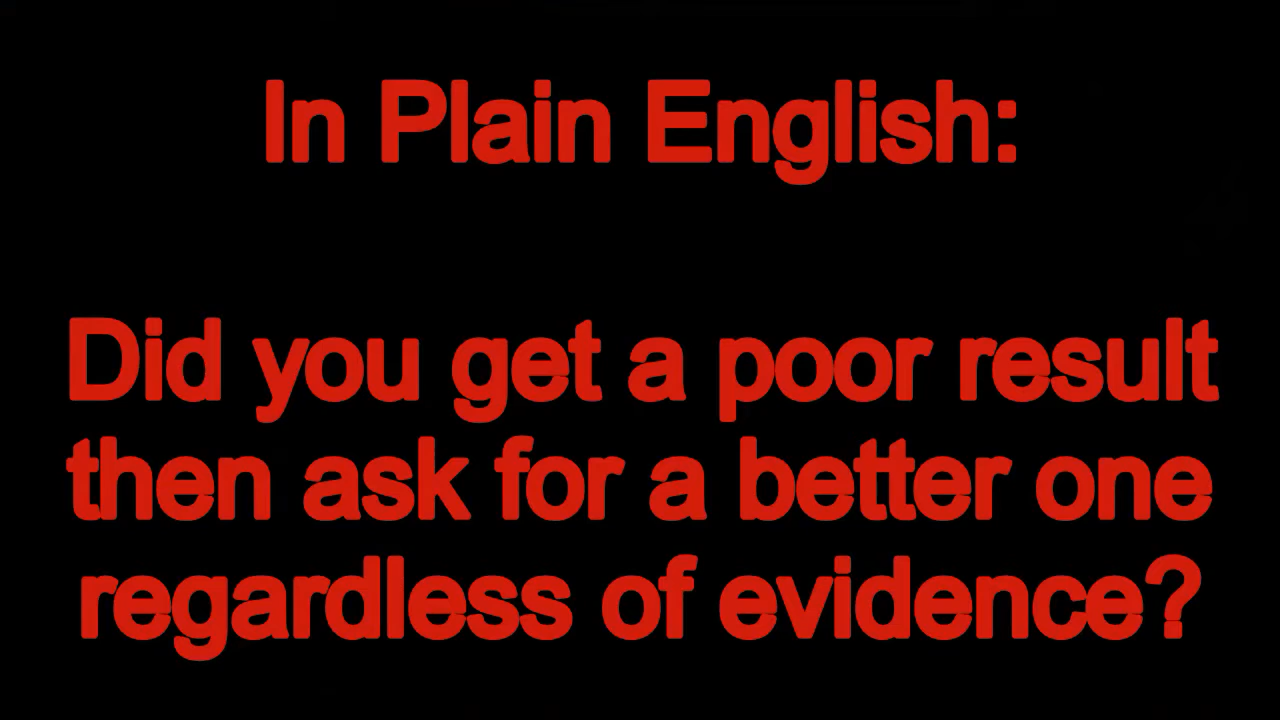 In Plain English:
Did you get a poor result
then ask for a better one
regardless of evidence?